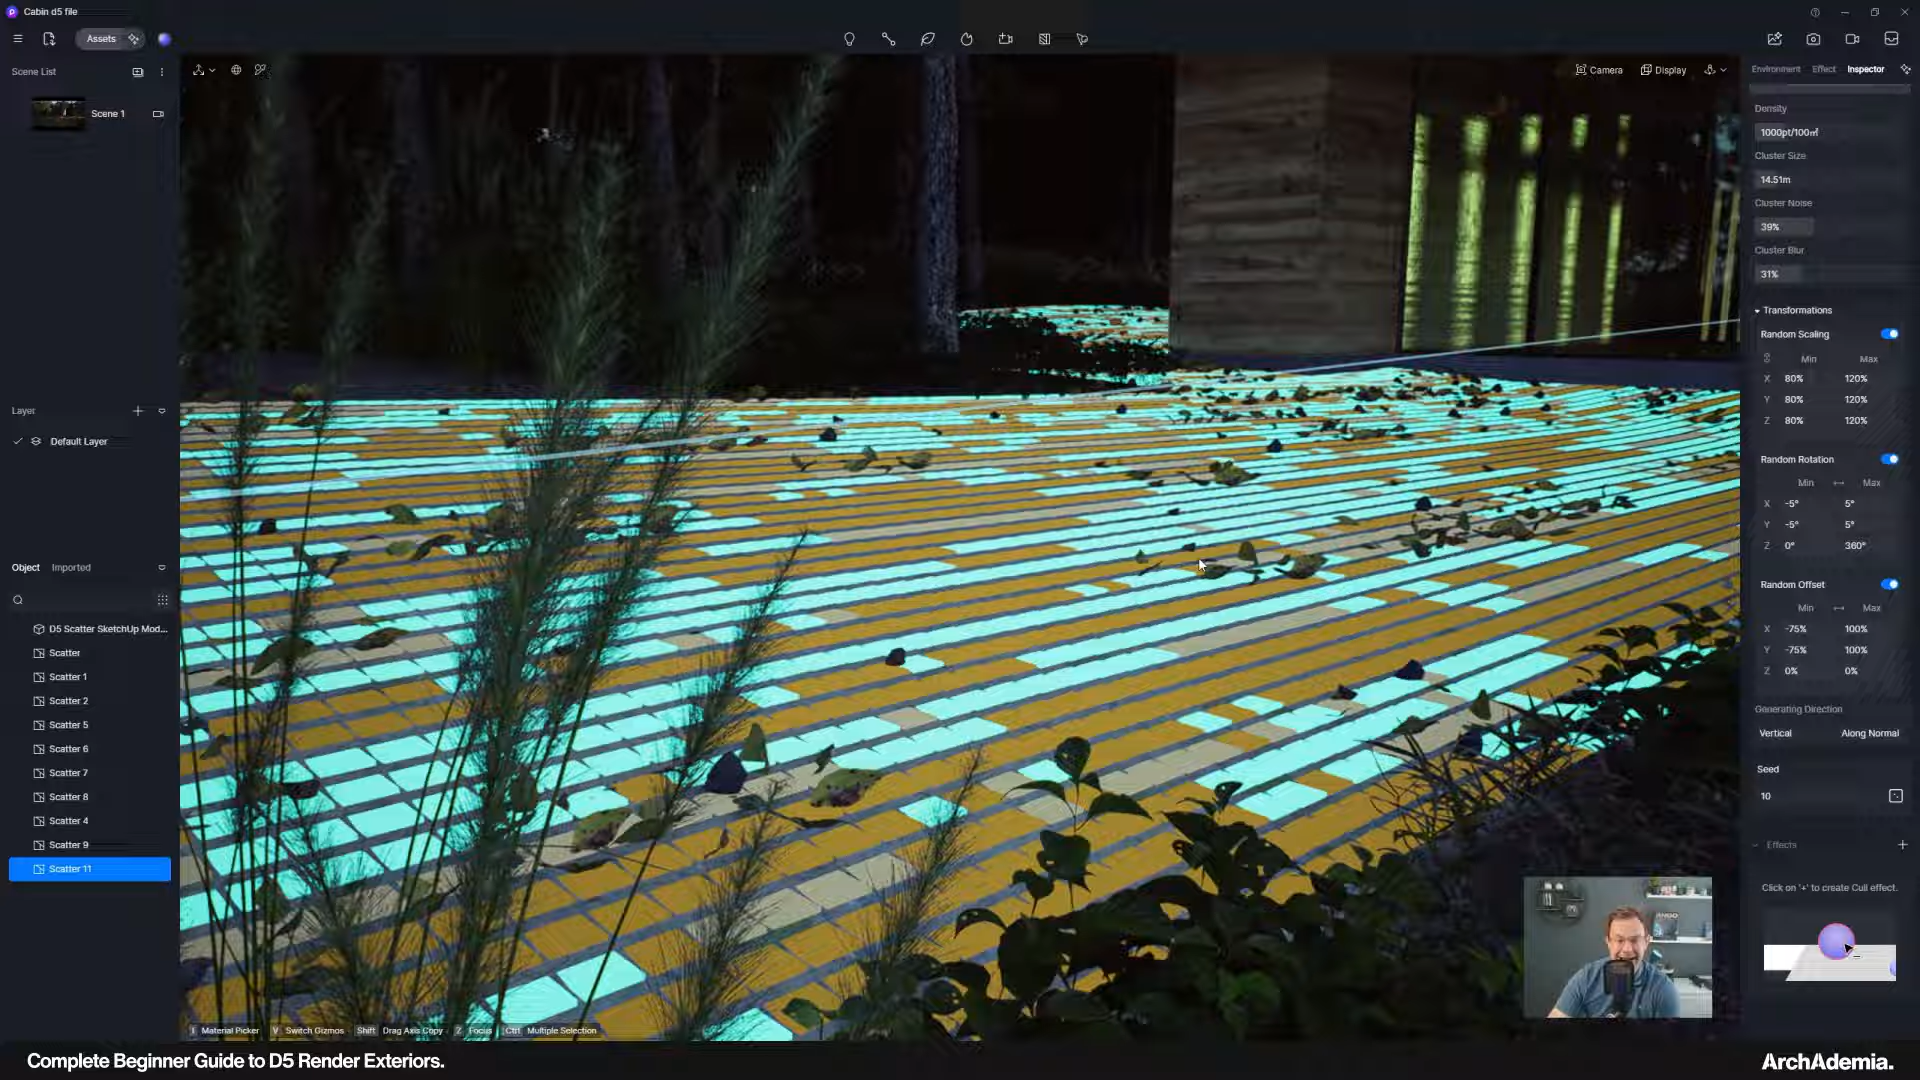 Cabin d5 file
Assets
Scene List
Scene 1
Camera
Display
Environment
Effect
Inspector
Density
1000pt/100㎡
Cluster Size
14.51m
Cluster Noise
39%
Cluster Blur
31%
Transformations
Random Scaling
Min Max
X 80% 120%
Y 80% 120%
Z 80% 120%
Random Rotation
Min Max
X -5° 5°
Y -5° 5°
Z 0° 360°
Random Offset
Min Max
X -75% 100%
Y -75% 100%
Z 0% 0%
Generating Direction
Vertical Along Normal
Seed
10
Effects
Click on '+' to create Cull effect.
Layer
Default Layer
Object Imported
D5 Scatter SketchUp Mod...
Scatter
Scatter 1
Scatter 2
Scatter 5
Scatter 6
Scatter 7
Scatter 8
Scatter 4
Scatter 9
Scatter 11
I Material Picker V Switch Gizmos Shift Drag Axis Copy Z Focus Ctrl Multiple Selection
Complete Beginner Guide to D5 Render Exteriors.
ArchAdemia.